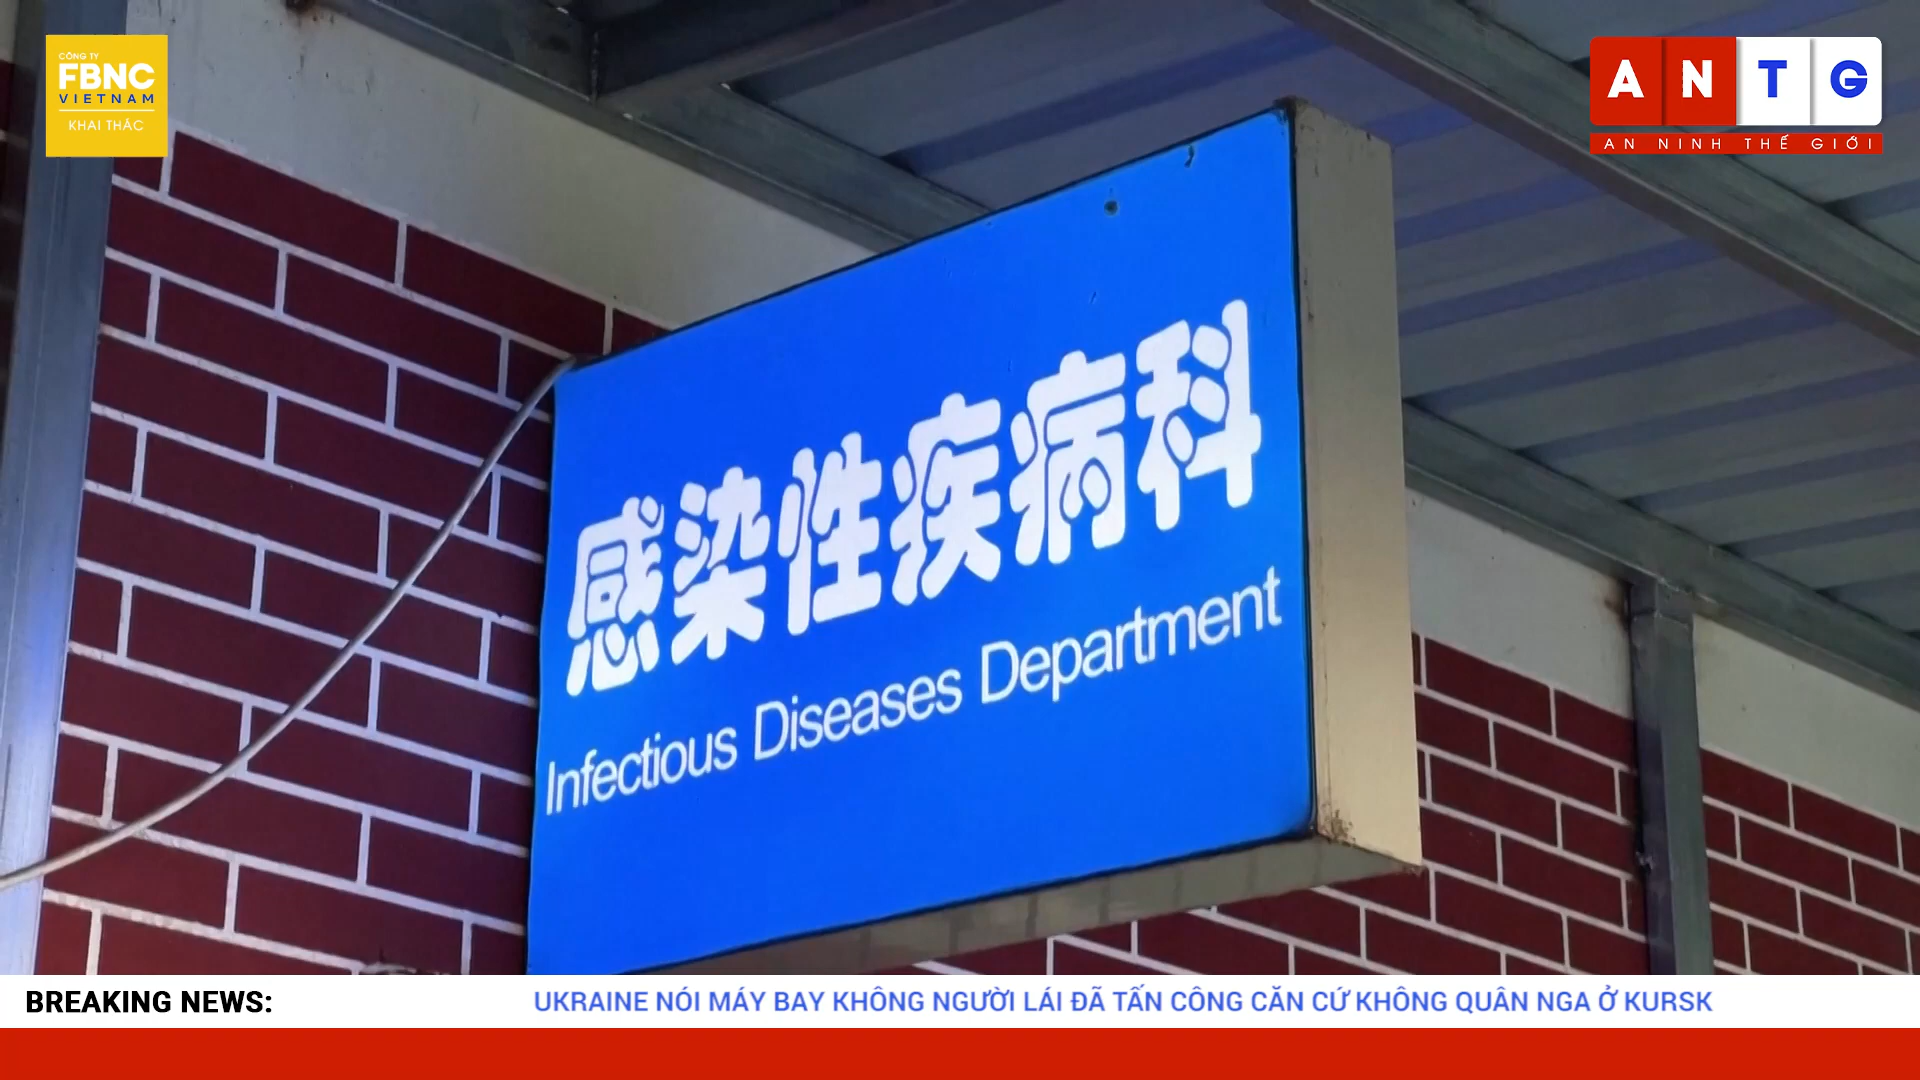 CÔNG TY
FBNC
VIETNAM
KHAI THÁC
ANTG
AN NINH THẾ GIỚI
感染性疾病科
Infectious Diseases Department
BREAKING NEWS:
UKRAINE NÓI MÁY BAY KHÔNG NGƯỜI LÁI ĐÃ TẤN CÔNG CĂN CỨ KHÔNG QUÂN NGA Ở KURSK